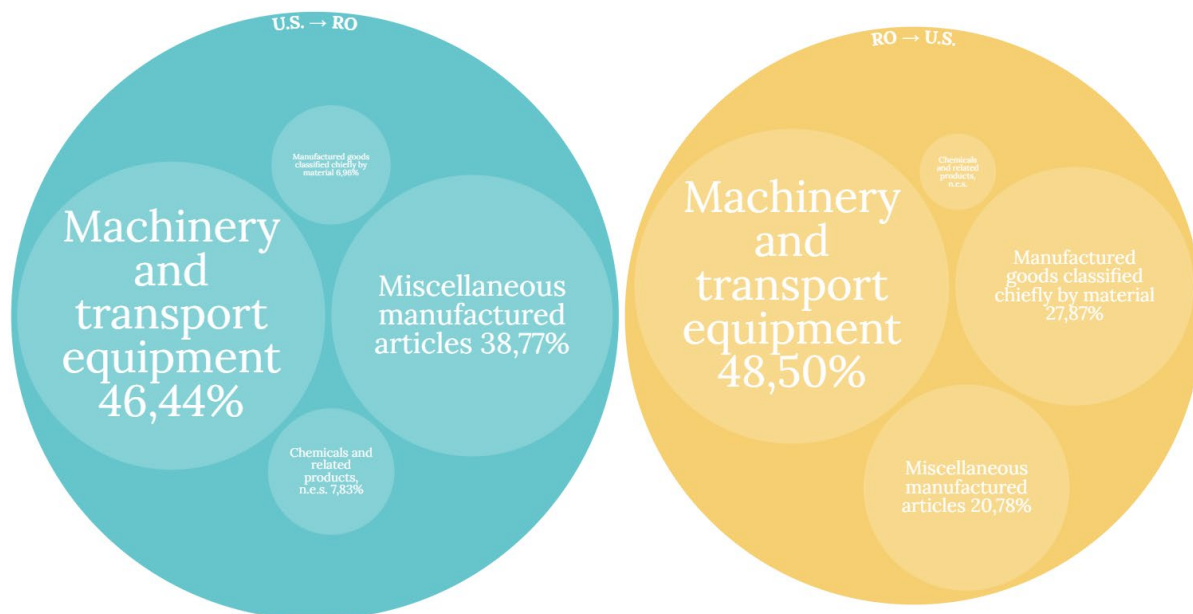 U.S. → RO
Manufactured goods
classified chiefly by
material 6,96%
Machinery
and
transport
equipment
46,44%
Miscellaneous
manufactured
articles 38,77%
Chemicals and
related
products,
n.e.s. 7,83%
RO → U.S.
Chemicals
and related
products,
n.e.s.
Machinery
and
transport
equipment
48,50%
Manufactured
goods classified
chiefly by material
27,87%
Miscellaneous
manufactured
articles 20,78%